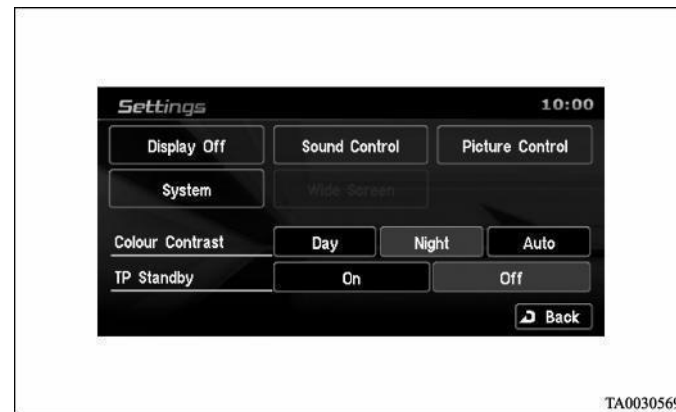 Settings 10:00
Display Off Sound Control Picture Control
System Wide Screen
Colour Contrast Day Night Auto
TP Standby On Off
Back
TA0030569